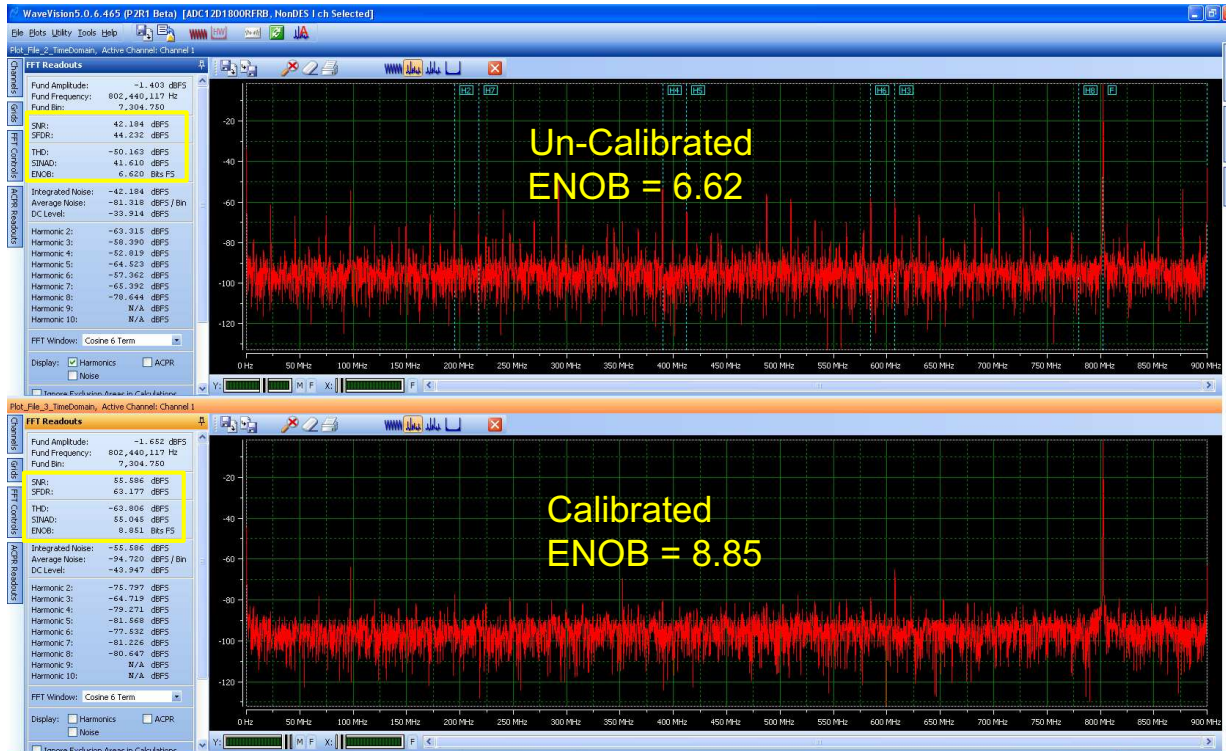 WaveVision5.0.6.465 (P2R1 Beta) [ADC12D1800RFRB, NonDES I ch Selected]
File Plots Utility Tools Help
Plot_File_2_TimeDomain, Active Channel: Channel 1
FFT Readouts
Channels
Grids
FFT Controls
ACPR Readouts
Fund Amplitude: -1.403 dBFS
Fund Frequency: 802,440,117 Hz
Fund Bin: 7,304.750
SNR: 42.184 dBFS
SFDR: 44.232 dBFS
THD: -50.163 dBFS
SINAD: 41.610 dBFS
ENOB: 6.620 Bits FS
Integrated Noise: -42.184 dBFS
Average Noise: -81.318 dBFS / Bin
DC Level: -33.914 dBFS
Harmonic 2: -63.315 dBFS
Harmonic 3: -58.390 dBFS
Harmonic 4: -52.819 dBFS
Harmonic 5: -64.523 dBFS
Harmonic 6: -57.362 dBFS
Harmonic 7: -65.392 dBFS
Harmonic 8: -78.644 dBFS
Harmonic 9: N/A dBFS
Harmonic 10: N/A dBFS
FFT Window: Cosine 6 Term
Display: Harmonics ACPR
Noise
Ignore Exclusion Areas in Calculations
H2 H7 H4 H5 H6 H3 H8 F
Un-Calibrated
ENOB = 6.62
-20
-40
-60
-80
-100
-120
0 Hz 50 MHz 100 MHz 150 MHz 200 MHz 250 MHz 300 MHz 350 MHz 400 MHz 450 MHz 500 MHz 550 MHz 600 MHz 650 MHz 700 MHz 750 MHz 800 MHz 850 MHz 900 MHz
Y: M F X: F
Plot_File_3_TimeDomain, Active Channel: Channel 1
FFT Readouts
Channels
Grids
FFT Controls
ACPR Readouts
Fund Amplitude: -1.652 dBFS
Fund Frequency: 802,440,117 Hz
Fund Bin: 7,304.750
SNR: 55.586 dBFS
SFDR: 63.177 dBFS
THD: -63.806 dBFS
SINAD: 55.045 dBFS
ENOB: 8.851 Bits FS
Integrated Noise: -55.586 dBFS
Average Noise: -94.720 dBFS / Bin
DC Level: -43.947 dBFS
Harmonic 2: -75.797 dBFS
Harmonic 3: -64.719 dBFS
Harmonic 4: -79.271 dBFS
Harmonic 5: -81.568 dBFS
Harmonic 6: -77.532 dBFS
Harmonic 7: -81.226 dBFS
Harmonic 8: -80.647 dBFS
Harmonic 9: N/A dBFS
Harmonic 10: N/A dBFS
FFT Window: Cosine 6 Term
Display: Harmonics ACPR
Noise
Ignore Exclusion Areas in Calculations
Calibrated
ENOB = 8.85
-20
-40
-60
-80
-100
-120
0 Hz 50 MHz 100 MHz 150 MHz 200 MHz 250 MHz 300 MHz 350 MHz 400 MHz 450 MHz 500 MHz 550 MHz 600 MHz 650 MHz 700 MHz 750 MHz 800 MHz 850 MHz 900 MHz
Y: M F X: F